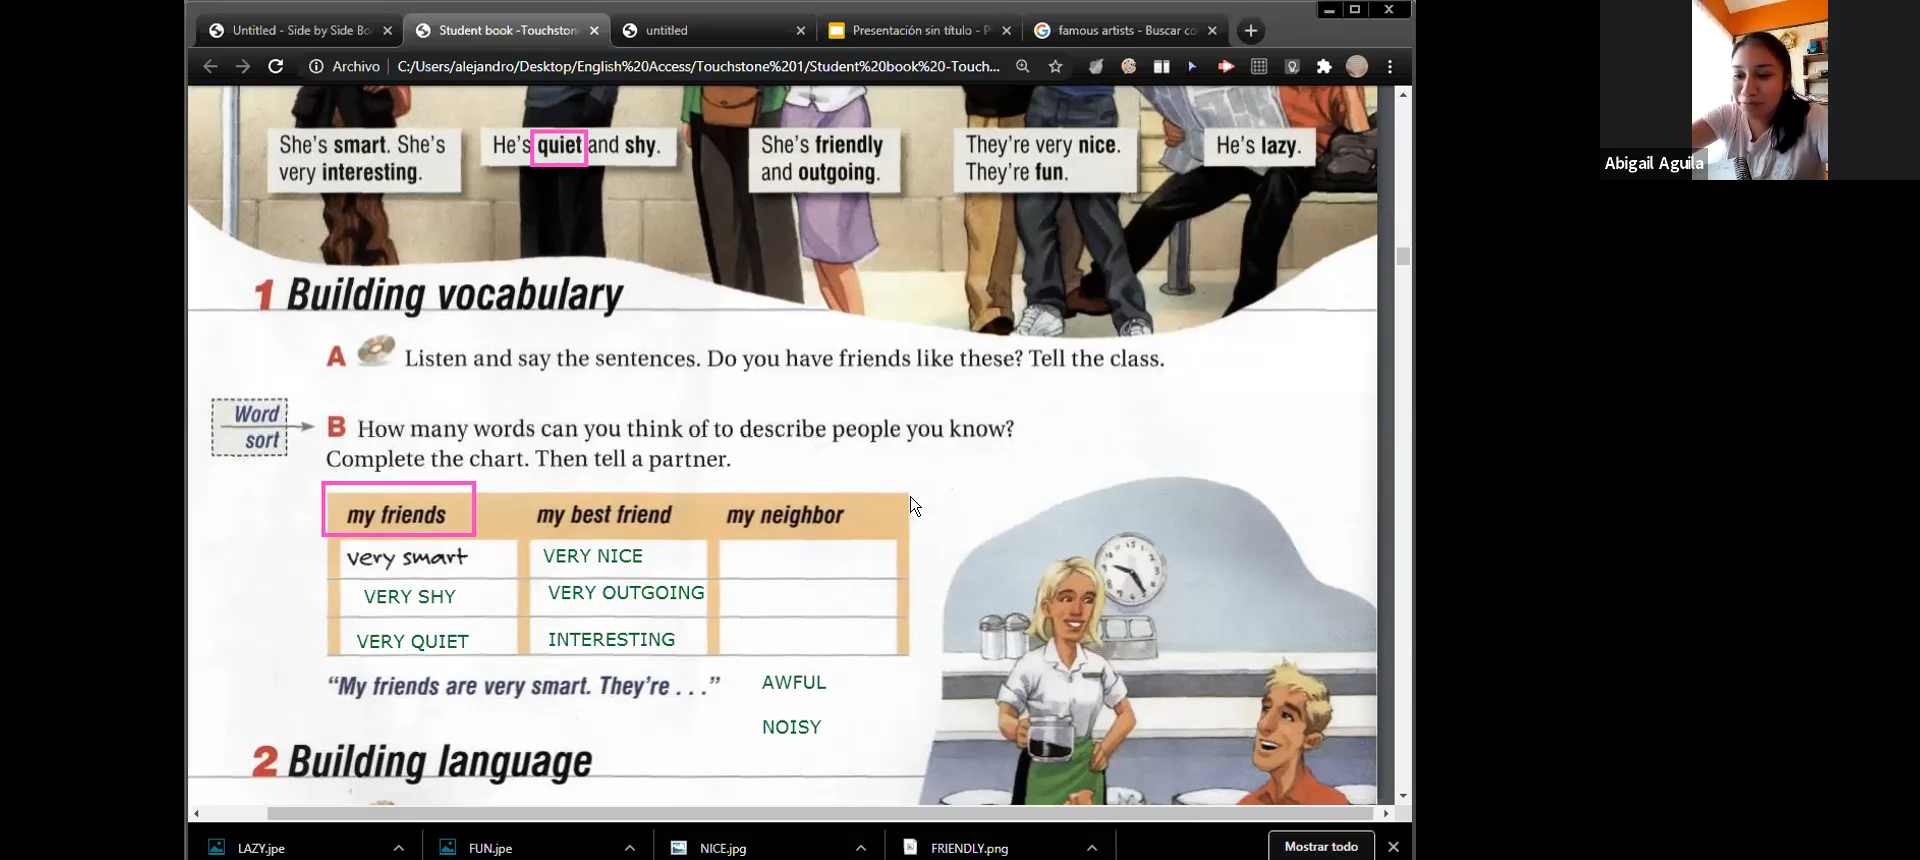 Untitled - Side by Side Bo
Student book -Touchston
untitled
Presentación sin título - P
famous artists - Buscar co
Archivo
C:/Users/alejandro/Desktop/English%20Access/Touchstone%201/Student%20book%20-Touch...
Abigail Aguila
She's smart. She's
very interesting.
He's quiet and shy.
She's friendly
and outgoing.
They're very nice.
They're fun.
He's lazy.
1 Building vocabulary
A Listen and say the sentences. Do you have friends like these? Tell the class.
Word
sort
B How many words can you think of to describe people you know?
Complete the chart. Then tell a partner.
my friends my best friend my neighbor
very smart VERY NICE
VERY SHY VERY OUTGOING
VERY QUIET INTERESTING
"My friends are very smart. They're . . ."
AWFUL
NOISY
2 Building language
LAZY.jpe
FUN.jpe
NICE.jpg
FRIENDLY.png
Mostrar todo